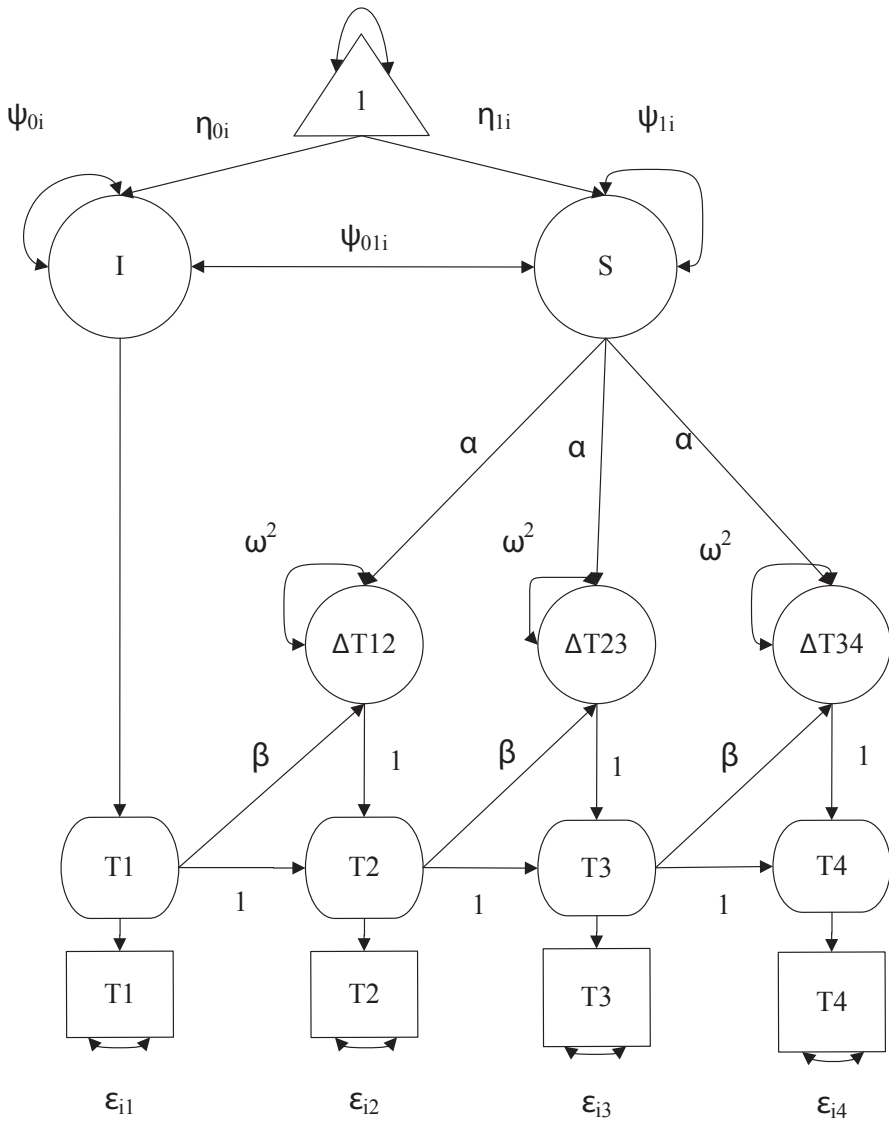 1
ψ0i
η0i
η1i
ψ1i
ψ01i
I
S
α
α
α
ω²
ω²
ω²
ΔT12
ΔT23
ΔT34
β
1
β
1
β
1
T1
T2
T3
T4
1
1
1
T1
T2
T3
T4
εi1
εi2
εi3
εi4